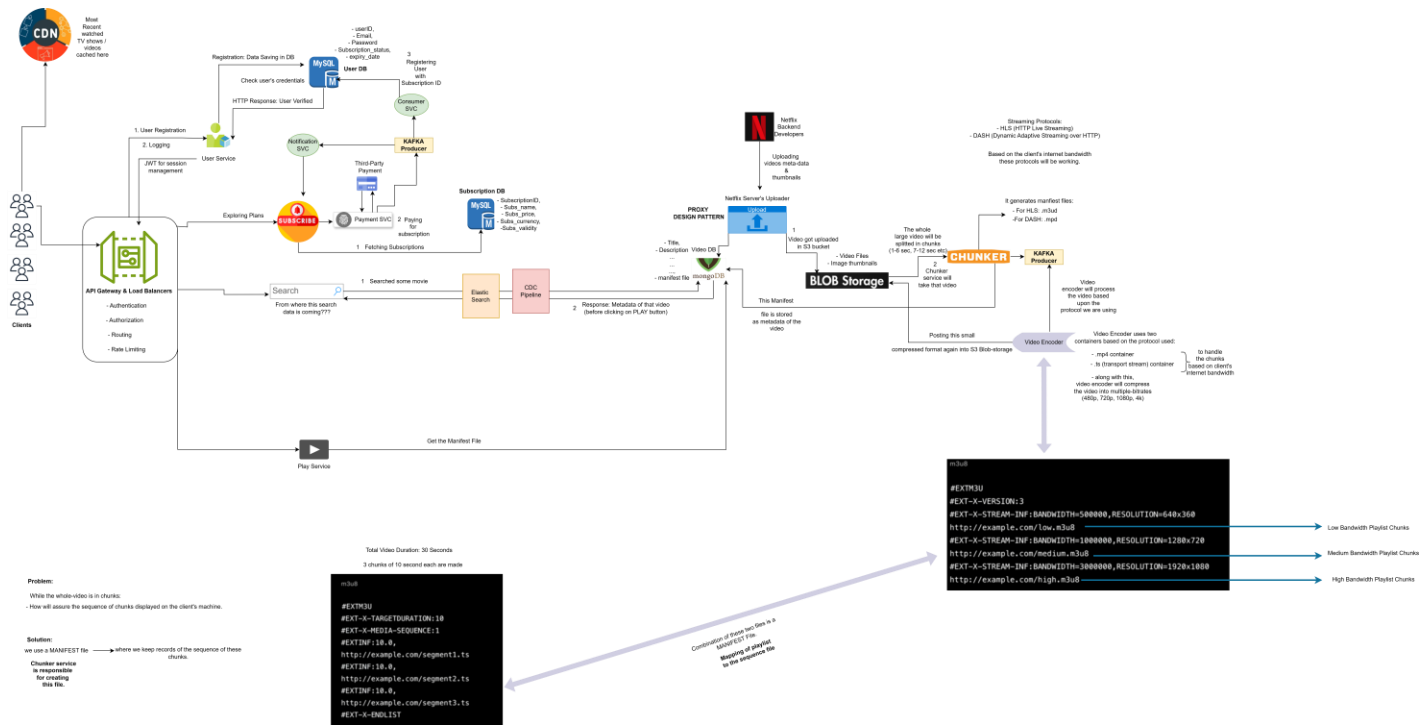 CDN
Most
Recent
watched
TV shows /
videos
cached here
Clients
1. User Registration
2. Logging
JWT for session
management
User Service
Registration: Data Saving in DB
Check user's credentials
HTTP Response: User Verified
MySQL
M
User DB
- userID,
- Email,
- Password
- Subscription_status,
- expiry_date
3
Registering
User
with
Subscription ID
Consumer
SVC
KAFKA
Producer
Notification
SVC
Third-Party
Payment
SUBSCRIBE
Payment SVC
2 Paying
for
subscription
Exploring Plans
1 Fetching Subscriptions
Subscription DB
MySQL
M
- SubscriptionID,
- Subs_name,
- Subs_price,
- Subs_currency,
-Subs_validity
API Gateway & Load Balancers
- Authentication
- Authorization
- Routing
- Rate Limiting
Search
From where this search
data is coming???
1 Searched some movie
Elastic
Search
CDC
Pipeline
2 Response: Metadata of that video
(before clicking on PLAY button)
N
Netflix
Backend
Developers
Uploading
videos meta-data
&
thumbnails
Netflix Server's Uploader
Upload
PROXY
DESIGN PATTERN
- Title,
- Description
...
...
...,
- manifest file
Video DB
mongoDB
1
Video got uploaded
in S3 bucket
- Video Files
- Image thumbnails
BLOB Storage
The whole
large video will be
splitted in chunks
(1-6 sec, 7-12 sec etc)
2
Chunker
service will
take that video
CHUNKER
KAFKA
Producer
Streaming Protocols:
- HLS (HTTP Live Streaming)
- DASH (Dynamic Adaptive Streaming over HTTP)
Based on the client's internet bandwidth
these protocols will be working.
It generates manifest files:
- For HLS: .m3ud
-For DASH: .mpd
This Manifest
file is stored
as metadata of the
video
Video
encoder will process
the video based
upon the
protocol we are using
Posting this small
compressed format again into S3 Blob-storage
Video Encoder
Video Encoder uses two
containers based on the protocol used:
- .mp4 container
- .ts (transport stream) container
to handle
the chunks
based on client's
internet bandwidth
- along with this,
video encoder will compress
the video into multiple-bitrates
(480p, 720p, 1080p, 4k)
Play Service
Get the Manifest File
m3u8
#EXTM3U
#EXT-X-VERSION:3
#EXT-X-STREAM-INF:BANDWIDTH=500000,RESOLUTION=640x360
http://example.com/low.m3u8
#EXT-X-STREAM-INF:BANDWIDTH=1000000,RESOLUTION=1280x720
http://example.com/medium.m3u8
#EXT-X-STREAM-INF:BANDWIDTH=3000000,RESOLUTION=1920x1080
http://example.com/high.m3u8
Low Bandwidth Playlist Chunks
Medium Bandwidth Playlist Chunks
High Bandwidth Playlist Chunks
Total Video Duration: 30 Seconds
3 chunks of 10 second each are made
m3u8
#EXTM3U
#EXT-X-TARGETDURATION:10
#EXT-X-MEDIA-SEQUENCE:1
#EXTINF:10.0,
http://example.com/segment1.ts
#EXTINF:10.0,
http://example.com/segment2.ts
#EXTINF:10.0,
http://example.com/segment3.ts
#EXT-X-ENDLIST
Combination of these two files is a
MANIFEST File
Mapping of playlist
to the sequence file
Problem:
While the whole-video is in chunks:
- How will assure the sequence of chunks displayed on the client's machine.
Solution:
we use a MANIFEST file
where we keep records of the sequence of these
chunks.
Chunker service
is responsible
for creating
this file.